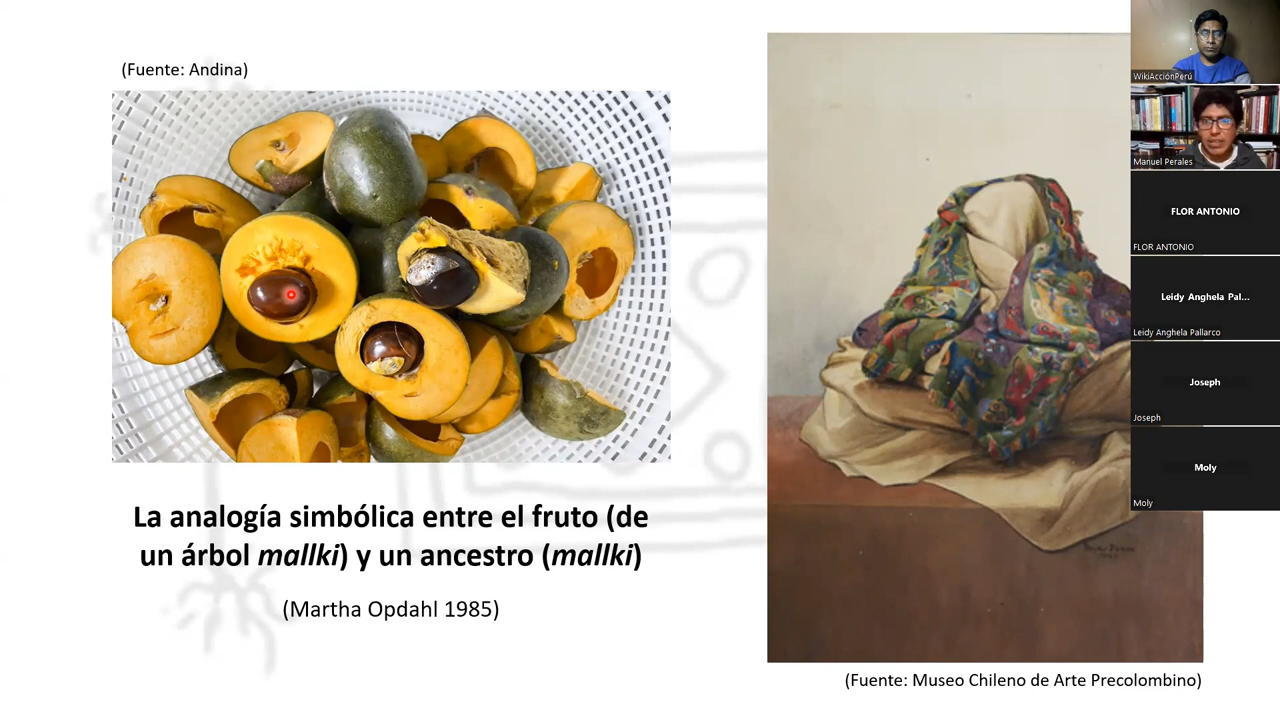 (Fuente: Andina)
La analogía simbólica entre el fruto (de
un árbol mallki) y un ancestro (mallki)
(Martha Opdahl 1985)
(Fuente: Museo Chileno de Arte Precolombino)
WikiAcciónPerú
Manuel Perales
FLOR ANTONIO
FLOR ANTONIO
Leidy Anghela Pal...
Leidy Anghela Pallarco
Joseph
Joseph
Moly
Moly